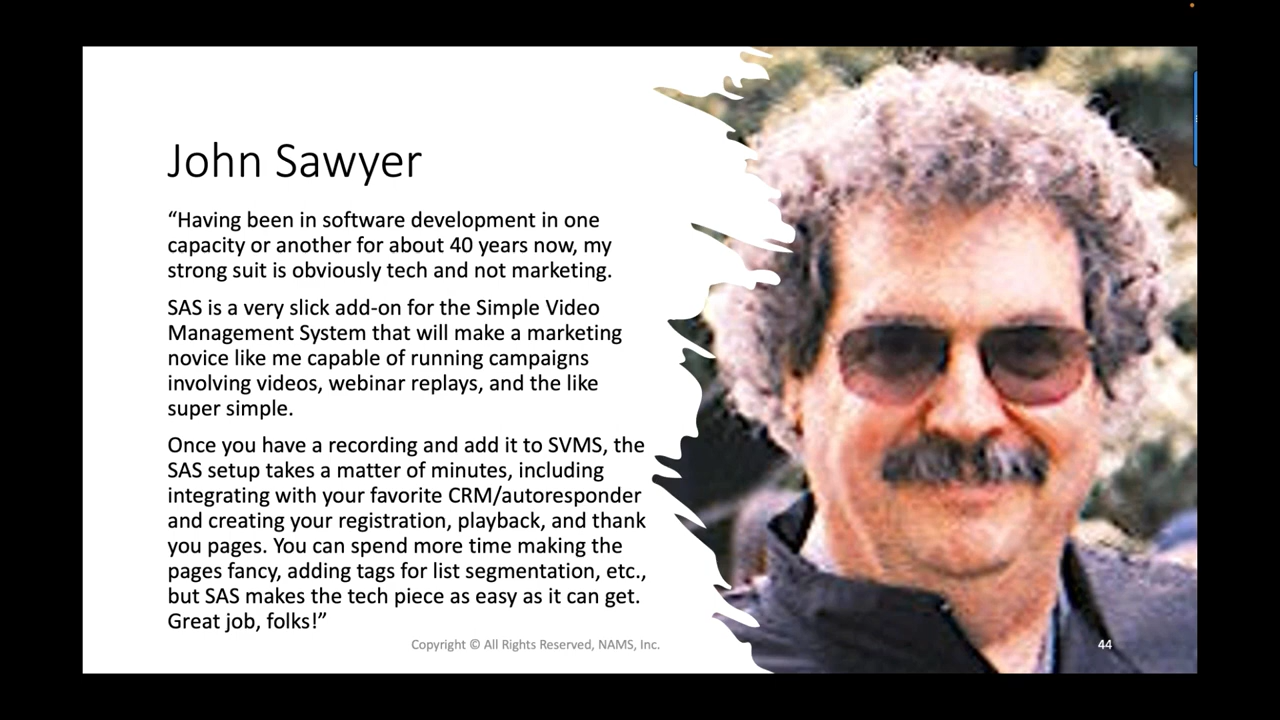 John Sawyer
“Having been in software development in one
capacity or another for about 40 years now, my
strong suit is obviously tech and not marketing.
SAS is a very slick add-on for the Simple Video
Management System that will make a marketing
novice like me capable of running campaigns
involving videos, webinar replays, and the like
super simple.
Once you have a recording and add it to SVMS, the
SAS setup takes a matter of minutes, including
integrating with your favorite CRM/autoresponder
and creating your registration, playback, and thank
you pages. You can spend more time making the
pages fancy, adding tags for list segmentation, etc.,
but SAS makes the tech piece as easy as it can get.
Great job, folks!”
Copyright © All Rights Reserved, NAMS, Inc.
44